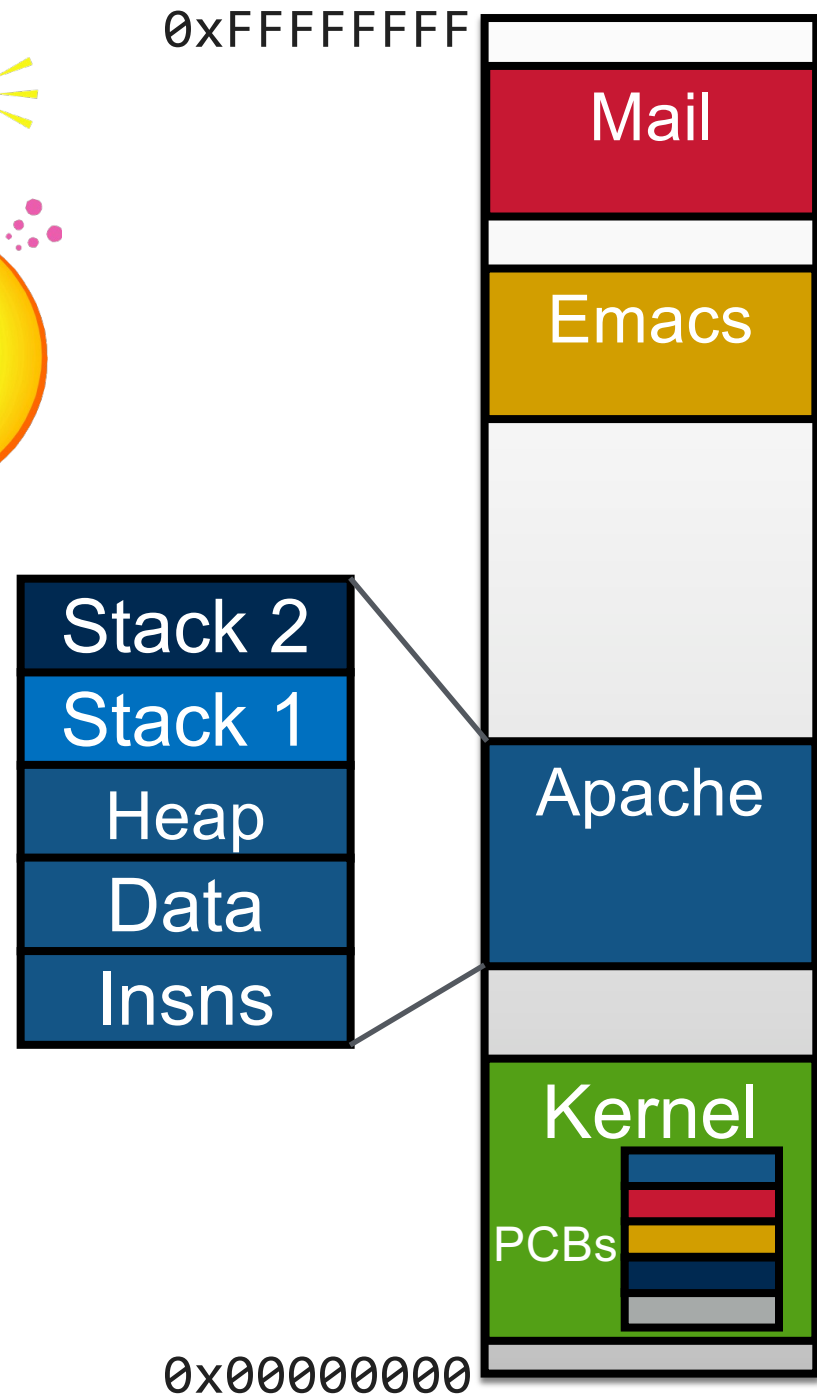 0xFFFFFFFF
Mail
Emacs
Stack 2
Stack 1
Heap
Data
Insns
Apache
Kernel
PCBs
0x00000000